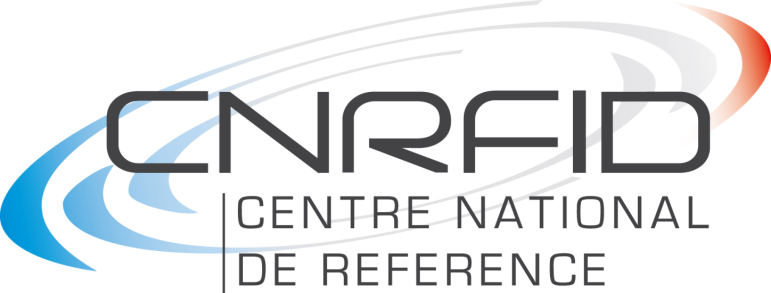 CNRFID
CENTRE NATIONAL
DE REFERENCE